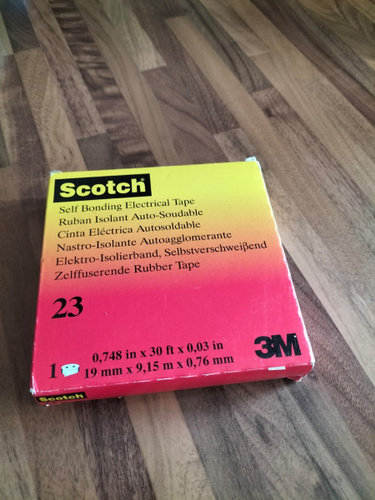 Scotch®
Self Bonding Electrical Tape
Ruban Isolant Auto-Soudable
Cinta Eléctrica Autosoldable
Nastro-Isolante Autoagglomerante
Elektro-Isolierband, Selbstverschweißend
Zelffuserende Rubber Tape
23
1
0,748 in x 30 ft x 0,03 in
19 mm x 9,15 m x 0,76 mm
3M
Scotch